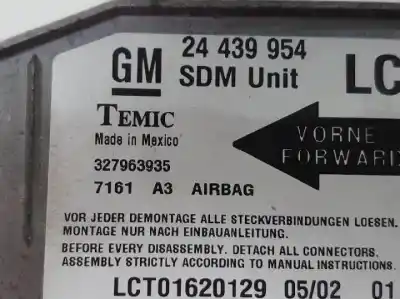 GM 24 439 954 LC
SDM Unit
TEMIC
Made in Mexico
VORNE
FORWARD
327963935
7161 A3 AIRBAG
VOR JEDER DEMONTAGE ALLE STECKVERBINDUNGEN LOESEN.
MONTAGE NUR NACH EINBAUANLEITUNG.
BEFORE EVERY DISASSEMBLY. DETACH ALL CONNECTORS.
ASSEMBLY STRICTLY ACCORDING TO MANUAL INSTRUCTIONS.
LCT01620129 05/02 01